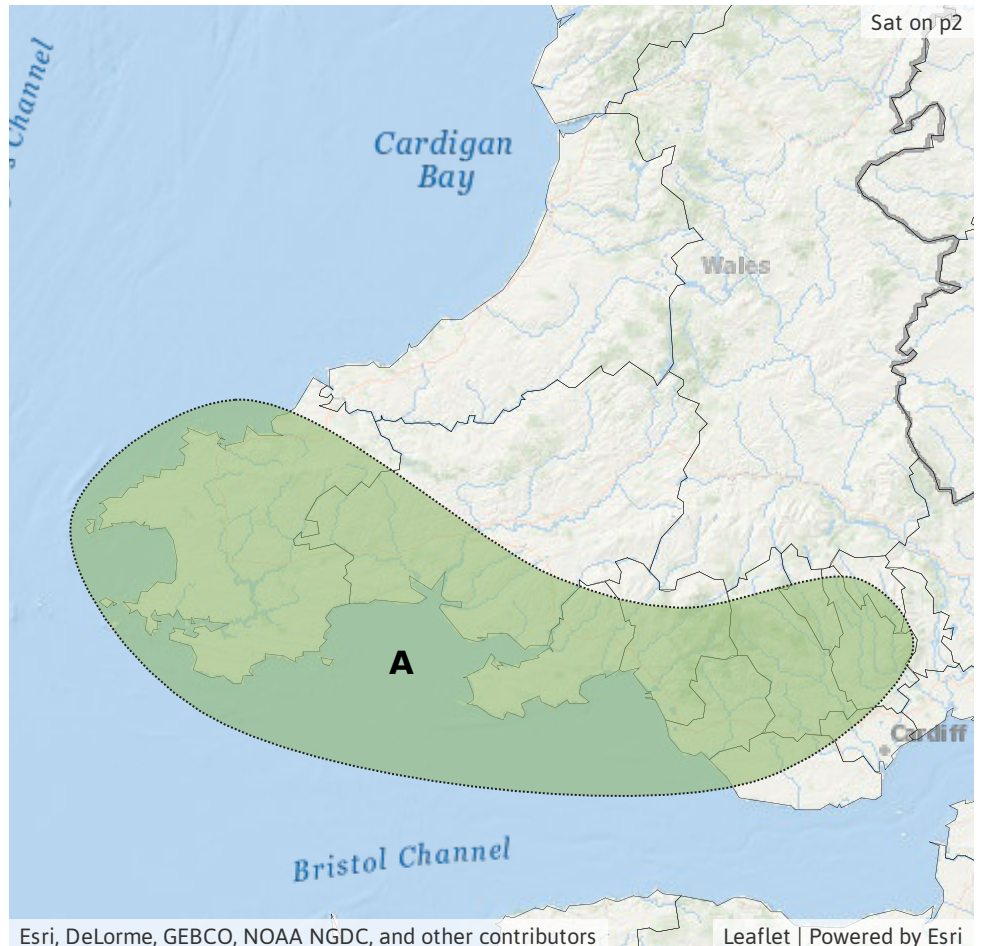 Sat on p2
s Channel
Cardigan
Bay
Wales
A
Cardiff
Bristol Channel
Esri, DeLorme, GEBCO, NOAA NGDC, and other contributors
Leaflet | Powered by Esri